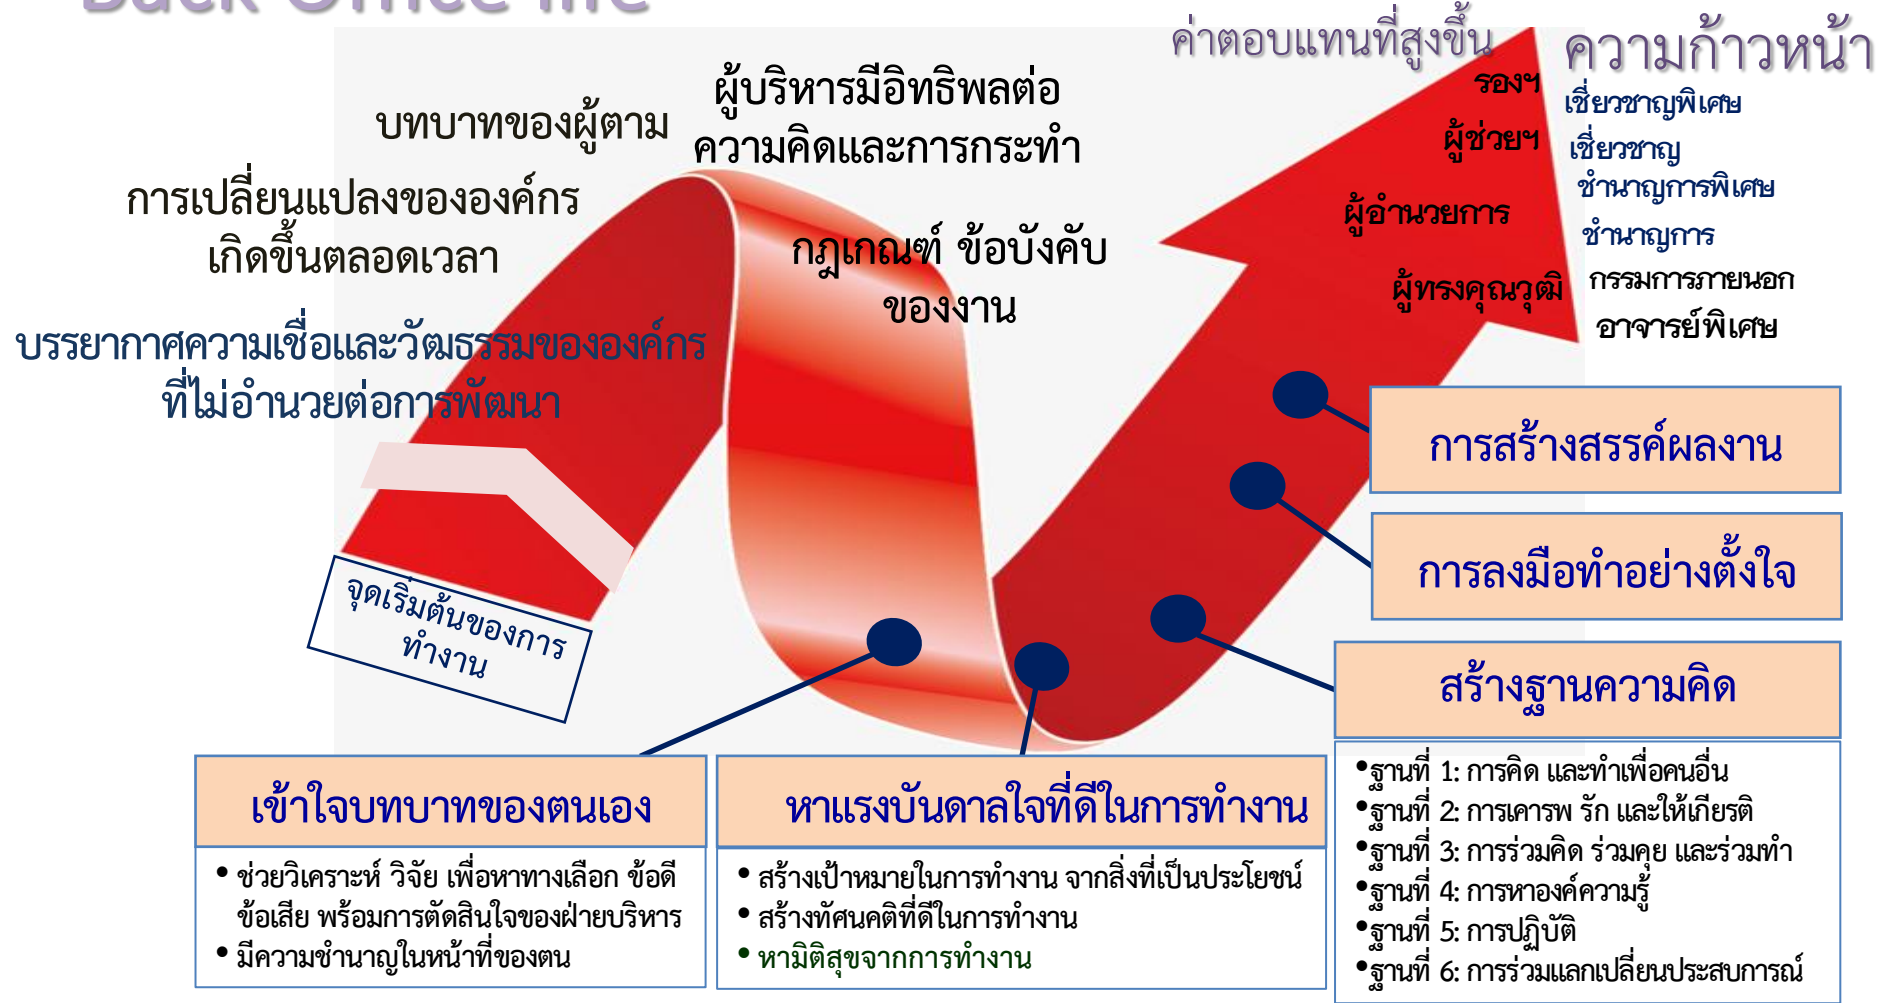 Back Office life
ค่าตอบแทนที่สูงขึ้น
ความก้าวหน้า
ผู้บริหารมีอิทธิพลต่อ
ความคิดและการกระทำ
บทบาทของผู้ตาม
การเปลี่ยนแปลงขององค์กร
เกิดขึ้นตลอดเวลา
กฎเกณฑ์ ข้อบังคับ
ของงาน
บรรยากาศความเชื่อและวัฒธรรมขององค์กร
ที่ไม่อำนวยต่อการพัฒนา
รองฯ
ผู้ช่วยฯ
ผู้อำนวยการ
ผู้ทรงคุณวุฒิ
เชี่ยวชาญพิเศษ
เชี่ยวชาญ
ชำนาญการพิเศษ
ชำนาญการ
กรรมการภายนอก
อาจารย์พิเศษ
จุดเริ่มต้นของการ
ทำงาน
การสร้างสรรค์ผลงาน
การลงมือทำอย่างตั้งใจ
สร้างฐานความคิด
•ฐานที่ 1: การคิด และทำเพื่อคนอื่น
•ฐานที่ 2: การเคารพ รัก และให้เกียรติ
•ฐานที่ 3: การร่วมคิด ร่วมคุย และร่วมทำ
•ฐานที่ 4: การหาองค์ความรู้
•ฐานที่ 5: การปฏิบัติ
•ฐานที่ 6: การร่วมแลกเปลี่ยนประสบการณ์
เข้าใจบทบาทของตนเอง
• ช่วยวิเคราะห์ วิจัย เพื่อหาทางเลือก ข้อดี
ข้อเสีย พร้อมการตัดสินใจของฝ่ายบริหาร
• มีความชำนาญในหน้าที่ของตน
หาแรงบันดาลใจที่ดีในการทำงาน
• สร้างเป้าหมายในการทำงาน จากสิ่งที่เป็นประโยชน์
• สร้างทัศนคติที่ดีในการทำงาน
• หามิติสุขจากการทำงาน